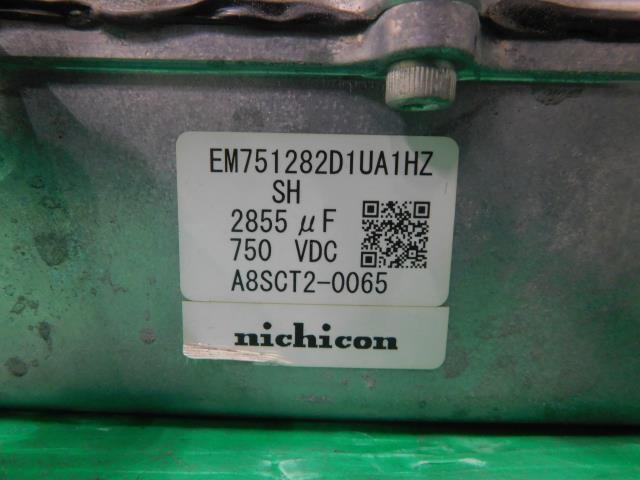 EM751282D1UA1HZ
SH
2855 μF
750 VDC
A8SCT2-0065
nichicon